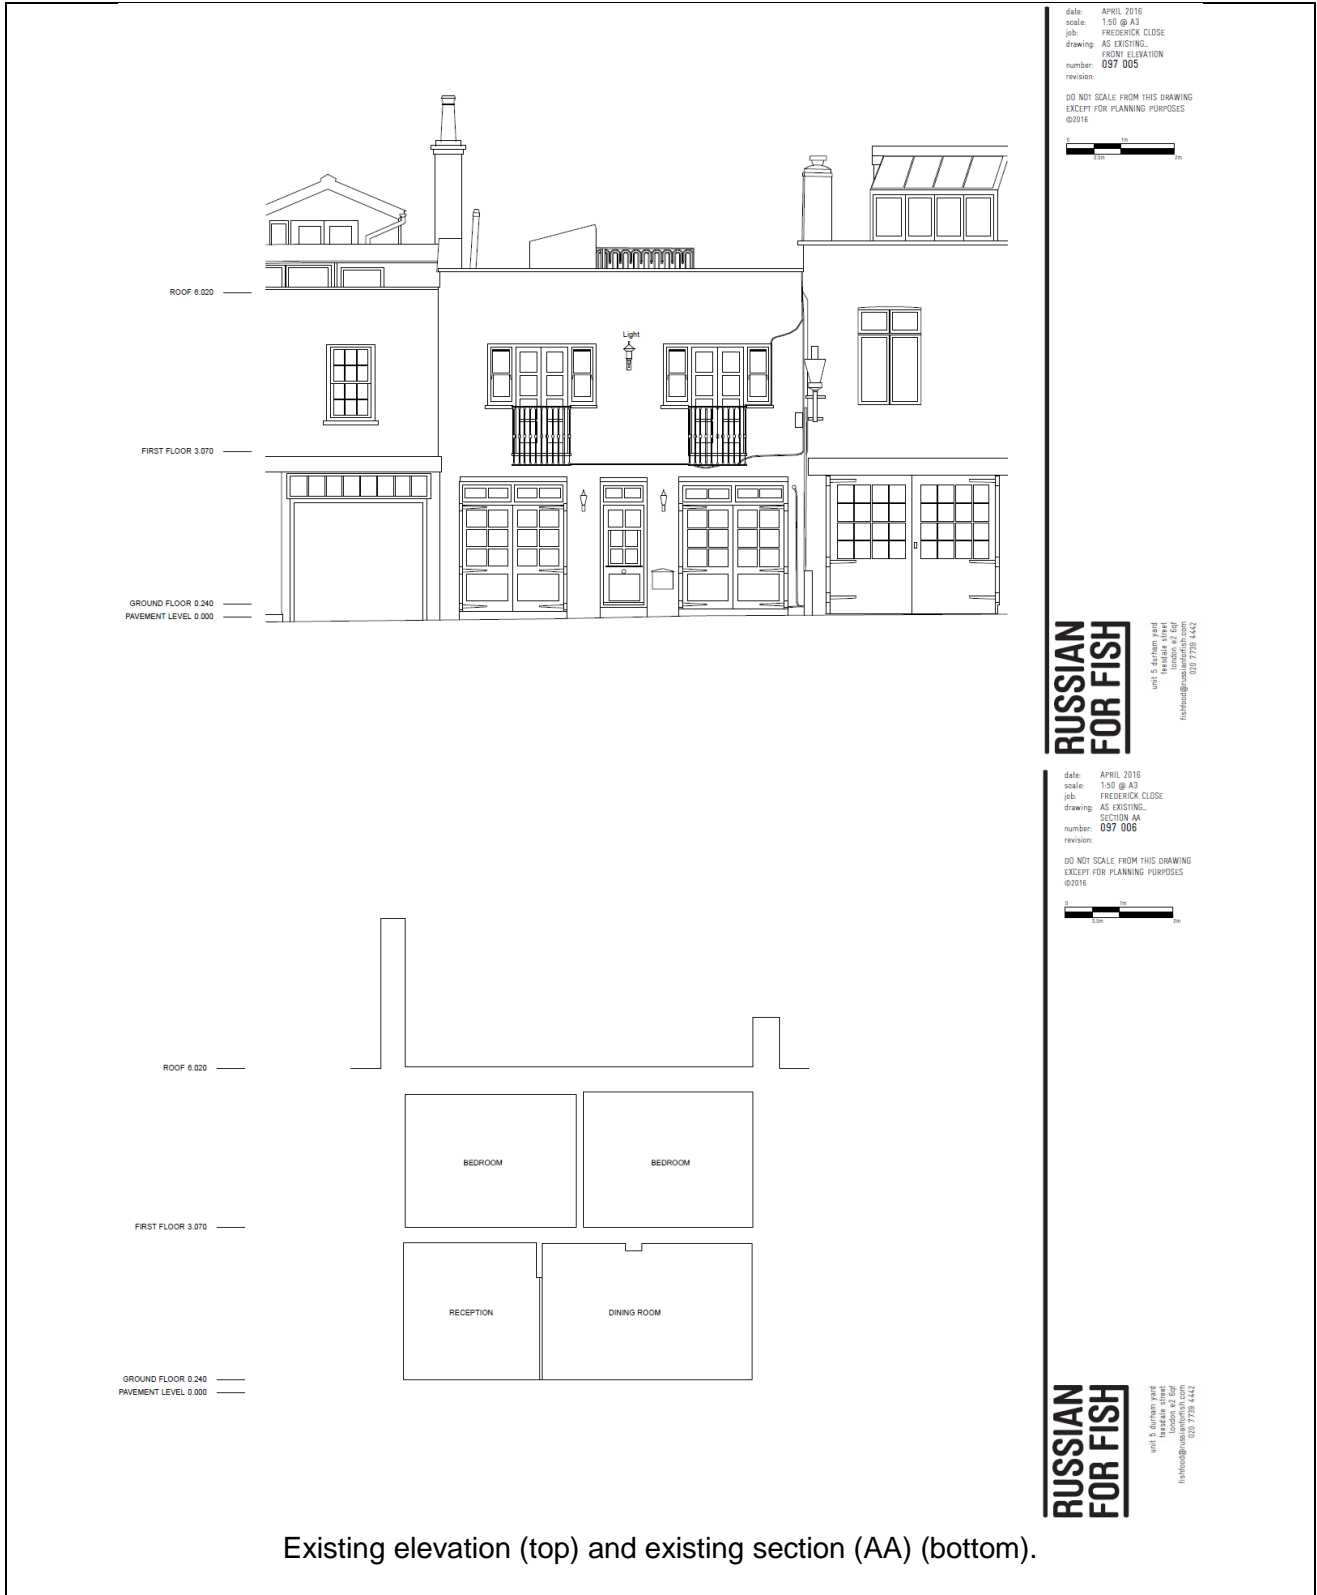 date: APRIL 2016
scale: 1:50 @ A3
job: FREDERICK CLOSE
drawing: AS EXISTING_
FRONT ELEVATION
number: 097 005
revision:
DO NOT SCALE FROM THIS DRAWING
EXCEPT FOR PLANNING PURPOSES
©2016
0 1m
0.5m 2m
ROOF 6.020
Light
FIRST FLOOR 3.070
GROUND FLOOR 0.240
PAVEMENT LEVEL 0.000
RUSSIAN
FOR FISH
unit 5 durham yard
teesdale street
london e2 6qf
fishfood@russianforfish.com
020 7739 4442
date: APRIL 2016
scale: 1:50 @ A3
job: FREDERICK CLOSE
drawing: AS EXISTING_
SECTION AA
number: 097 006
revision:
DO NOT SCALE FROM THIS DRAWING
EXCEPT FOR PLANNING PURPOSES
©2016
0 1m
0.5m 2m
ROOF 6.020
BEDROOM BEDROOM
FIRST FLOOR 3.070
RECEPTION DINING ROOM
GROUND FLOOR 0.240
PAVEMENT LEVEL 0.000
RUSSIAN
FOR FISH
unit 5 durham yard
teesdale street
london e2 6qf
fishfood@russianforfish.com
020 7739 4442
Existing elevation (top) and existing section (AA) (bottom).